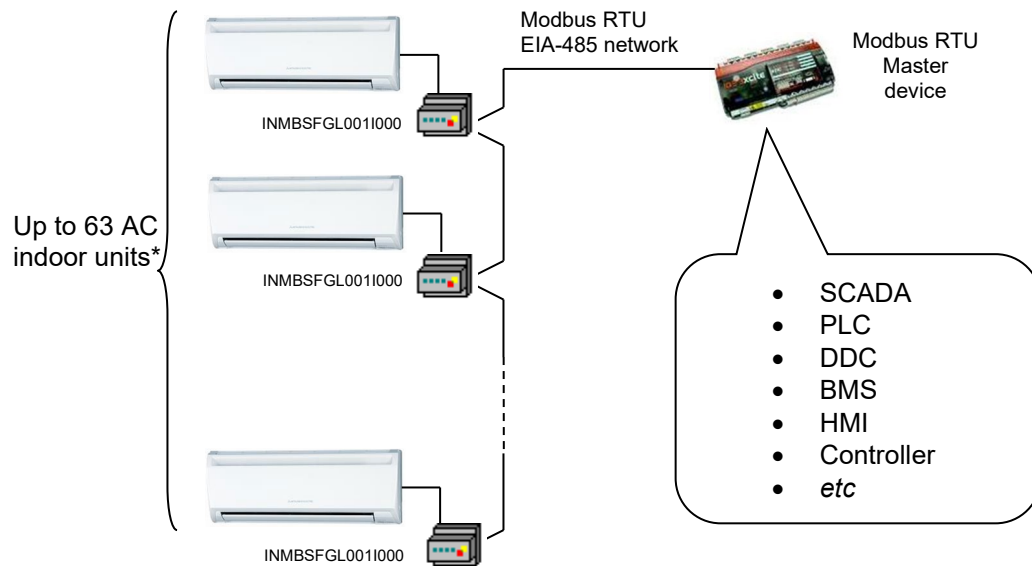 Modbus RTU
EIA-485 network
Modbus RTU
Master
device
INMBSFGL001I000
Up to 63 AC
indoor units*
INMBSFGL001I000
• SCADA
• PLC
• DDC
• BMS
• HMI
• Controller
• etc
INMBSFGL001I000